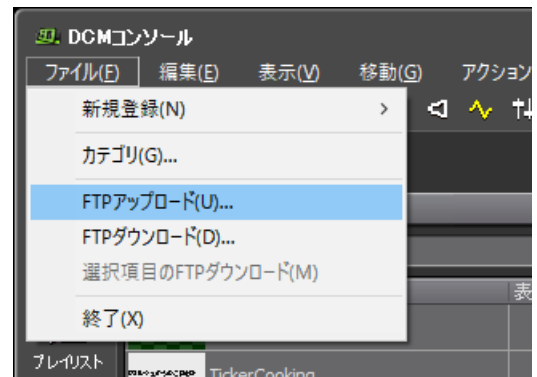 DCMコンソール
ファイル(F) 編集(E) 表示(V) 移動(G) アクション
新規登録(N)
カテゴリ(G)...
FTPアップロード(U)...
FTPダウンロード(D)...
選択項目のFTPダウンロード(M)
表
終了(X)
プレイリスト
TickerCooking